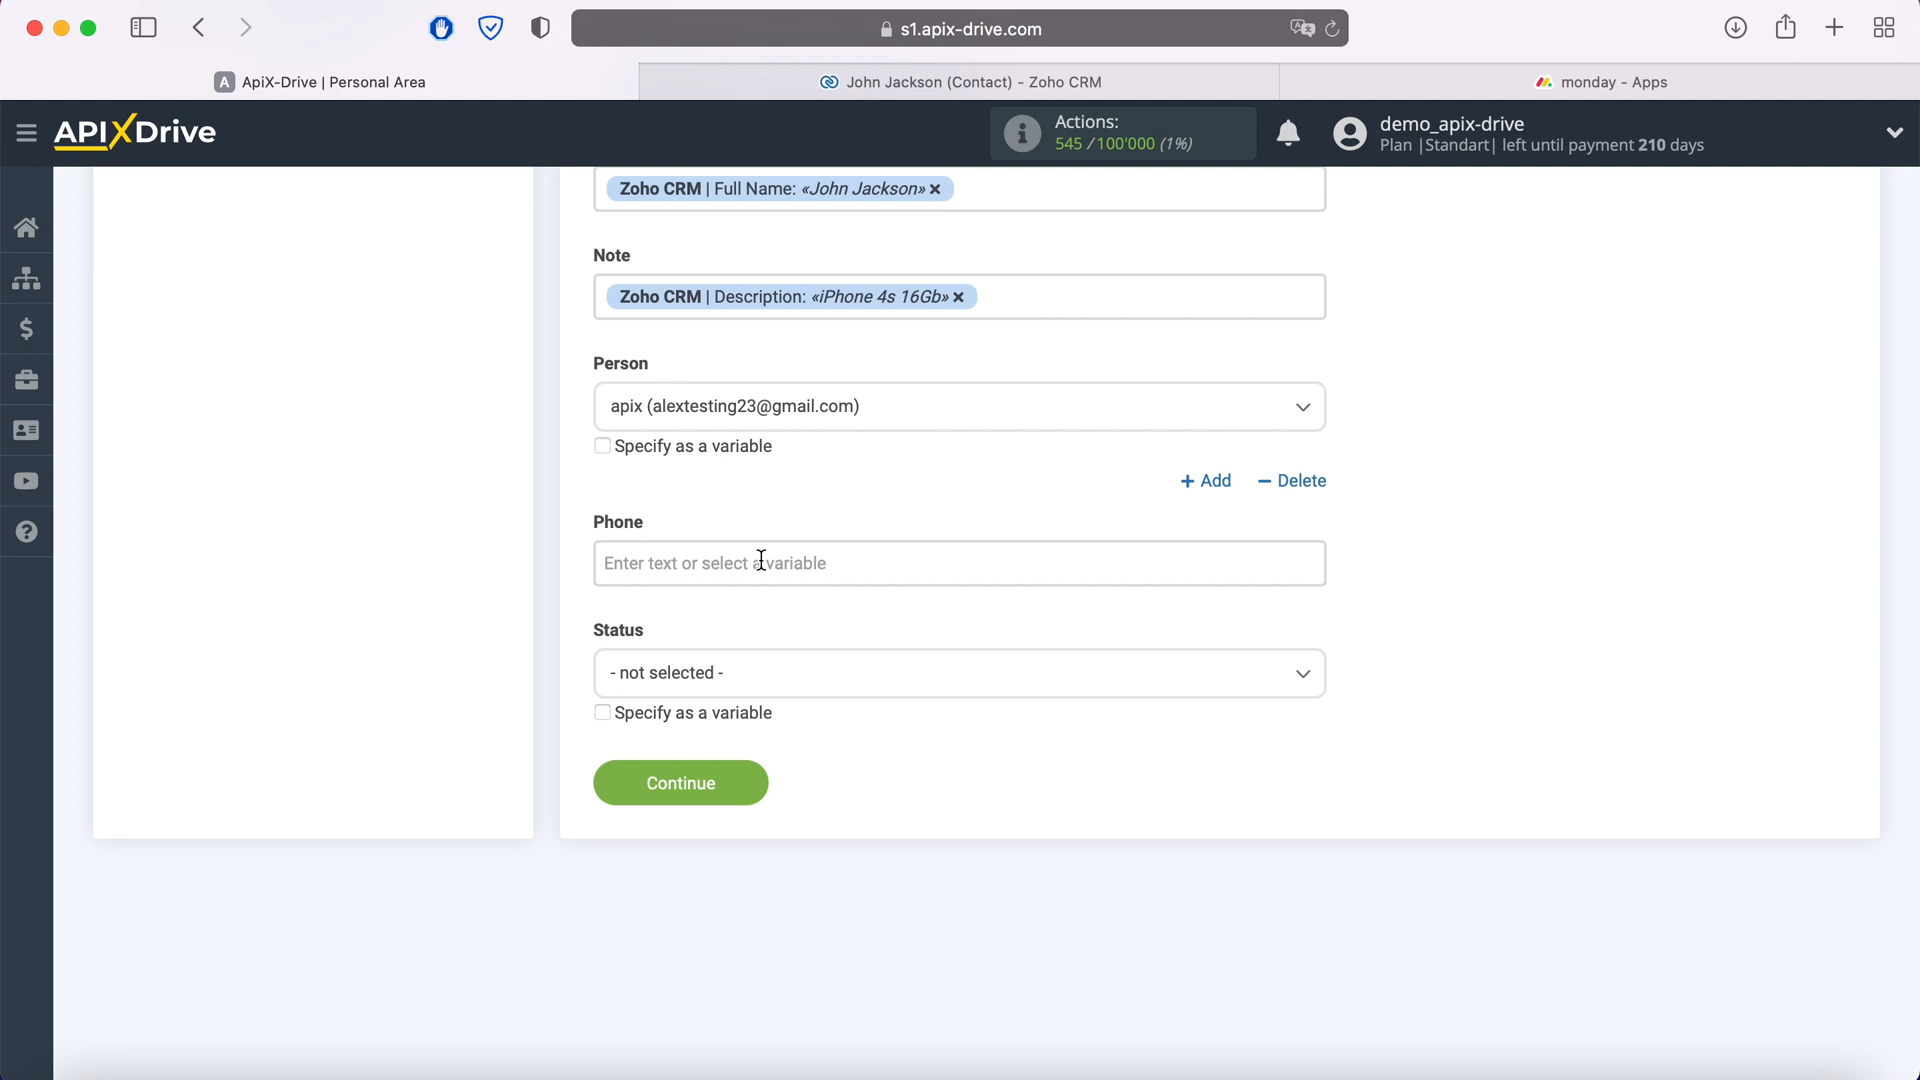 s1.apix-drive.com
A ApiX-Drive | Personal Area
John Jackson (Contact) - Zoho CRM
monday - Apps
APIXDrive
Actions:
545 / 100'000 (1%)
demo_apix-drive
Plan |Standart| left until payment 210 days
Zoho CRM | Full Name: «John Jackson» ×
Note
Zoho CRM | Description: «iPhone 4s 16Gb» ×
Person
apix (alextesting23@gmail.com)
Specify as a variable
+ Add − Delete
Phone
Enter text or select a variable
Status
- not selected -
Specify as a variable
Continue